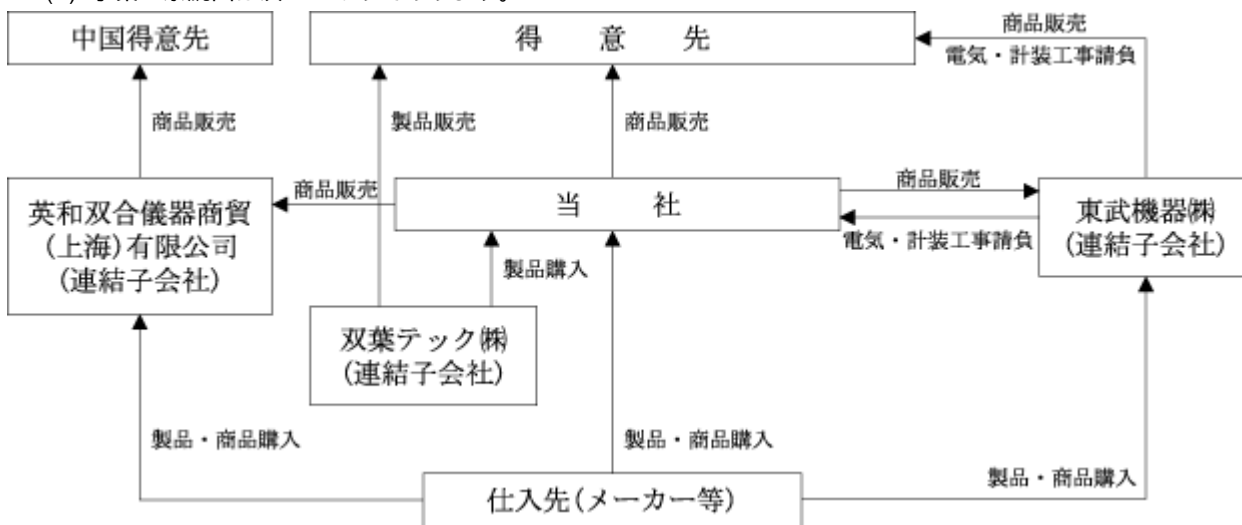 中国得意先
得意先
商品販売
電気・計装工事請負
商品販売
製品販売
商品販売
英和双合儀器商貿
(上海)有限公司
(連結子会社)
商品販売
当社
商品販売
電気・計装工事請負
東武機器㈱
(連結子会社)
製品購入
双葉テック㈱
(連結子会社)
製品・商品購入
製品・商品購入
製品・商品購入
仕入先(メーカー等)